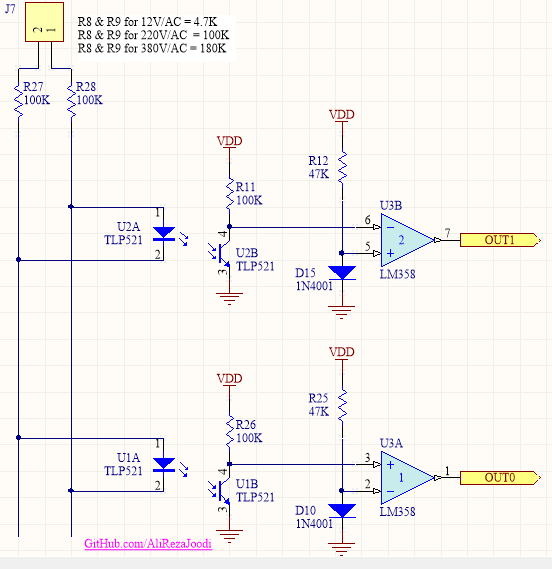 J7
R8 & R9 for 12V/AC = 4.7K
R8 & R9 for 220V/AC = 100K
R8 & R9 for 380V/AC = 180K
2 1
R27
100K
R28
100K
VDD
VDD
R11
100K
R12
47K
U3B
1
U2A
TLP521
2
4
U2B
TLP521
3
6
5
2
7
OUT1
D15
1N4001
LM358
VDD
VDD
R26
100K
R25
47K
U3A
1
U1A
TLP521
2
4
U1B
TLP521
3
3
2
1
1
OUT0
D10
1N4001
LM358
GitHub.com/AliRezaJoodi